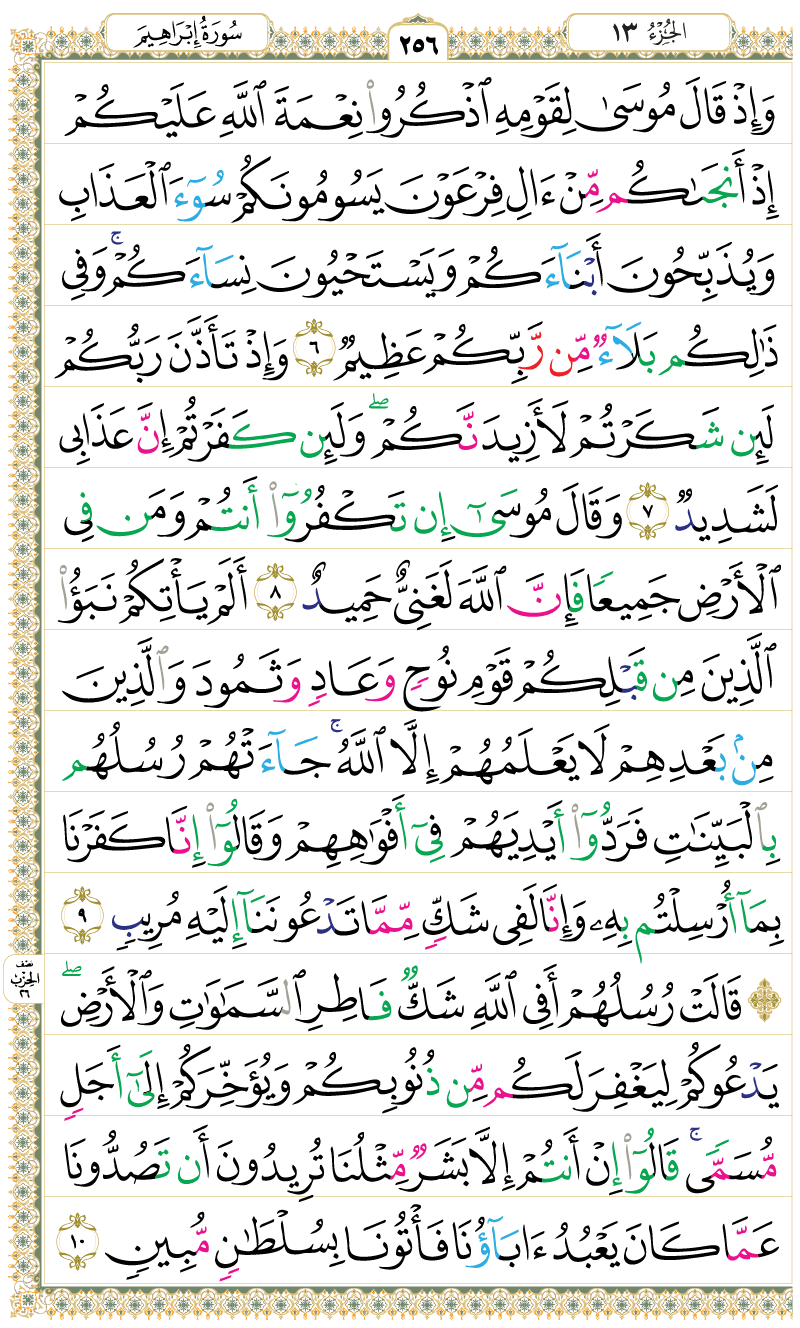 الجُزْءُ ١٣
٢٥٦
سُورَةُ إِبْرَاهِيمَ
وَإِذْ قَالَ مُوسَىٰ لِقَوْمِهِ ٱذْكُرُوا۟ نِعْمَةَ ٱللَّهِ عَلَيْكُمْ
إِذْ أَنجَىٰكُم مِّنْ ءَالِ فِرْعَوْنَ يَسُومُونَكُمْ سُوٓءَ ٱلْعَذَابِ
وَيُذَبِّحُونَ أَبْنَآءَكُمْ وَيَسْتَحْيُونَ نِسَآءَكُمْ ۚ وَفِى
ذَٰلِكُم بَلَآءٌ مِّن رَّبِّكُمْ عَظِيمٌ ٦ وَإِذْ تَأَذَّنَ رَبُّكُمْ
لَئِن شَكَرْتُمْ لَأَزِيدَنَّكُمْ ۖ وَلَئِن كَفَرْتُمْ إِنَّ عَذَابِى
لَشَدِيدٌ ٧ وَقَالَ مُوسَىٰٓ إِن تَكْفُرُوٓا۟ أَنتُمْ وَمَن فِى
ٱلْأَرْضِ جَمِيعًا فَإِنَّ ٱللَّهَ لَغَنِىٌّ حَمِيدٌ ٨ أَلَمْ يَأْتِكُمْ نَبَؤُا۟
ٱلَّذِينَ مِن قَبْلِكُمْ قَوْمِ نُوحٍ وَعَادٍ وَثَمُودَ وَٱلَّذِينَ
مِنۢ بَعْدِهِمْ لَا يَعْلَمُهُمْ إِلَّا ٱللَّهُ ۚ جَآءَتْهُمْ رُسُلُهُم
بِٱلْبَيِّنَٰتِ فَرَدُّوٓا۟ أَيْدِيَهُمْ فِىٓ أَفْوَٰهِهِمْ وَقَالُوٓا۟ إِنَّا كَفَرْنَا
بِمَآ أُرْسِلْتُم بِهِۦ وَإِنَّا لَفِى شَكٍّ مِّمَّا تَدْعُونَنَآ إِلَيْهِ مُرِيبٍ ٩
۞ قَالَتْ رُسُلُهُمْ أَفِى ٱللَّهِ شَكٌّ فَاطِرِ ٱلسَّمَٰوَٰتِ وَٱلْأَرْضِ ۖ
نصف الحِزْب ٢٦
يَدْعُوكُمْ لِيَغْفِرَ لَكُم مِّن ذُنُوبِكُمْ وَيُؤَخِّرَكُمْ إِلَىٰٓ أَجَلٍ
مُّسَمًّى ۚ قَالُوٓا۟ إِنْ أَنتُمْ إِلَّا بَشَرٌ مِّثْلُنَا تُرِيدُونَ أَن تَصُدُّونَا
عَمَّا كَانَ يَعْبُدُ ءَابَآؤُنَا فَأْتُونَا بِسُلْطَٰنٍ مُّبِينٍ ١٠